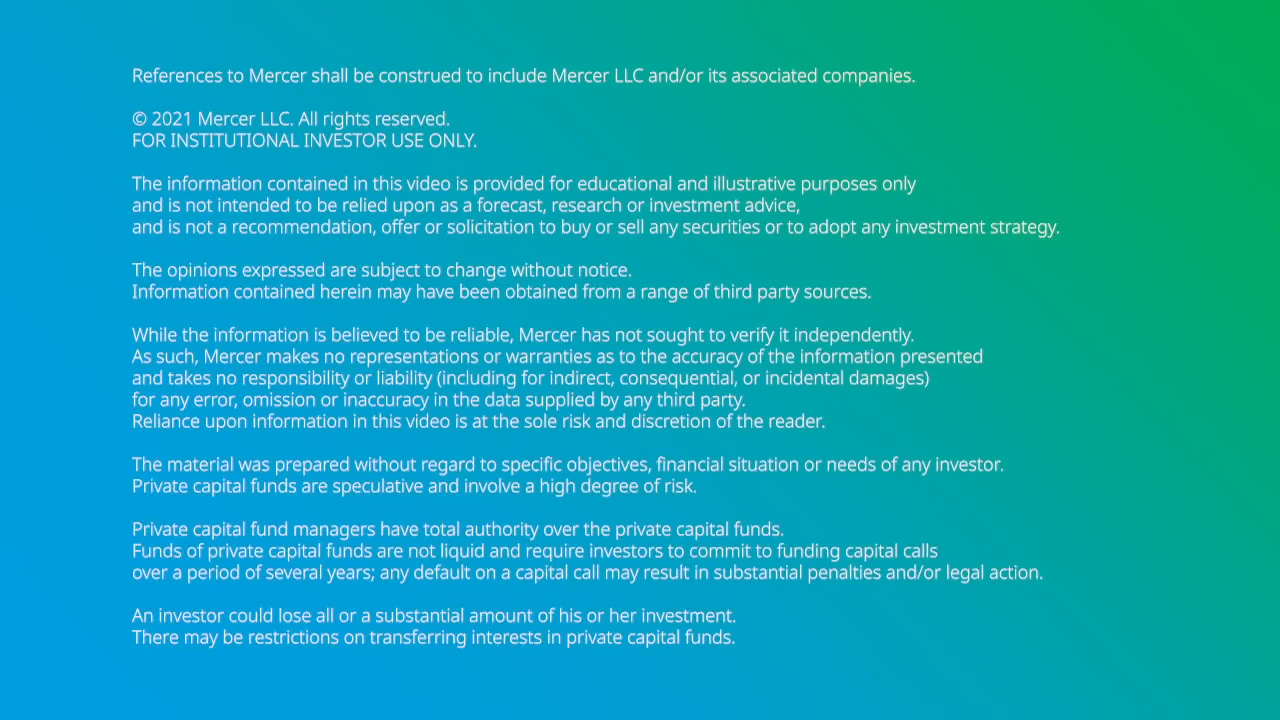 References to Mercer shall be construed to include Mercer LLC and/or its associated companies.
© 2021 Mercer LLC. All rights reserved.
FOR INSTITUTIONAL INVESTOR USE ONLY.
The information contained in this video is provided for educational and illustrative purposes only
and is not intended to be relied upon as a forecast, research or investment advice,
and is not a recommendation, offer or solicitation to buy or sell any securities or to adopt any investment strategy.
The opinions expressed are subject to change without notice.
Information contained herein may have been obtained from a range of third party sources.
While the information is believed to be reliable, Mercer has not sought to verify it independently.
As such, Mercer makes no representations or warranties as to the accuracy of the information presented
and takes no responsibility or liability (including for indirect, consequential, or incidental damages)
for any error, omission or inaccuracy in the data supplied by any third party.
Reliance upon information in this video is at the sole risk and discretion of the reader.
The material was prepared without regard to specific objectives, financial situation or needs of any investor.
Private capital funds are speculative and involve a high degree of risk.
Private capital fund managers have total authority over the private capital funds.
Funds of private capital funds are not liquid and require investors to commit to funding capital calls
over a period of several years; any default on a capital call may result in substantial penalties and/or legal action.
An investor could lose all or a substantial amount of his or her investment.
There may be restrictions on transferring interests in private capital funds.